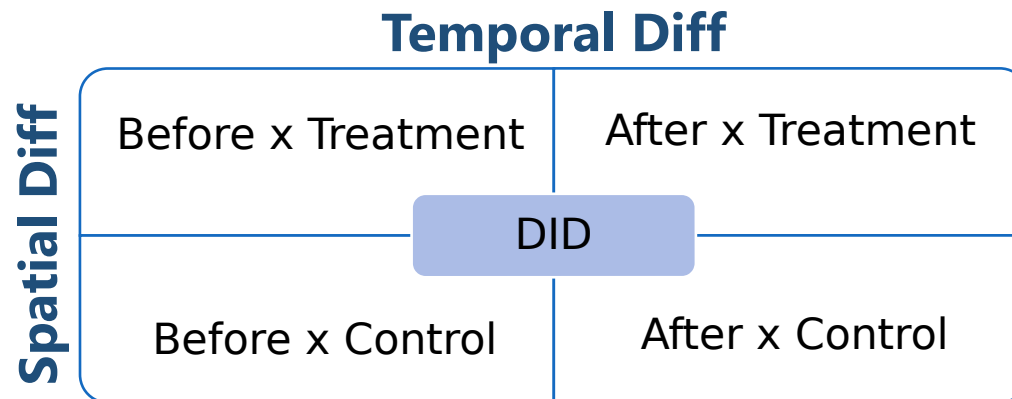 Temporal Diff
Spatial Diff
Before x Treatment
After x Treatment
DID
Before x Control
After x Control